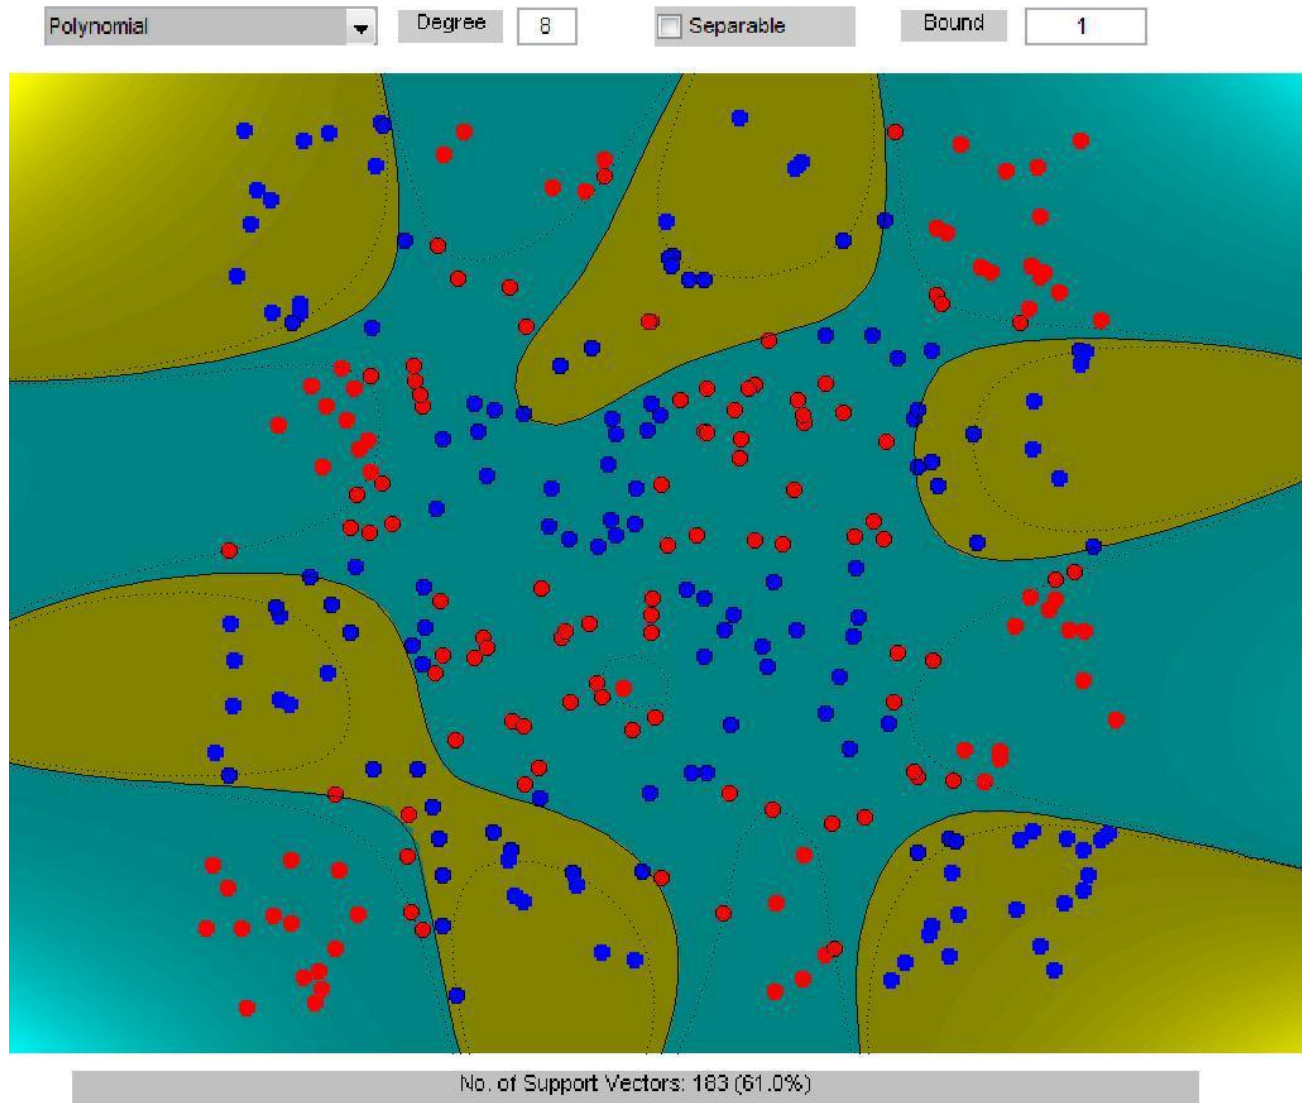 Polynomial Degree 8 Separable Bound 1
No. of Support Vectors: 183 (61.0%)